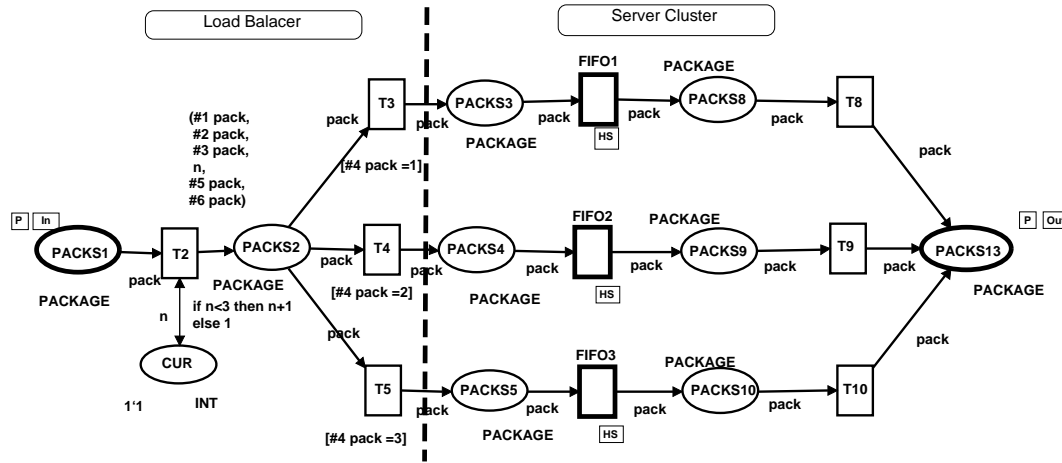 Load Balacer
Server Cluster
FIFO1
PACKAGE
T3
PACKS3
PACKS8
T8
pack
pack
pack
pack
pack
pack
HS
PACKAGE
(#1 pack,
#2 pack,
#3 pack,
n,
#5 pack,
#6 pack)
[#4 pack =1]
pack
P
In
FIFO2
PACKAGE
P
Out
PACKS1
T2
PACKS2
T4
PACKS4
PACKS9
T9
PACKS13
pack
pack
pack
pack
pack
pack
pack
HS
PACKAGE
PACKAGE
[#4 pack =2]
PACKAGE
PACKAGE
n
if n<3 then n+1
else 1
pack
pack
CUR
FIFO3
PACKAGE
T5
PACKS5
PACKS10
T10
1‘1
INT
pack
pack
pack
pack
[#4 pack =3]
PACKAGE
HS